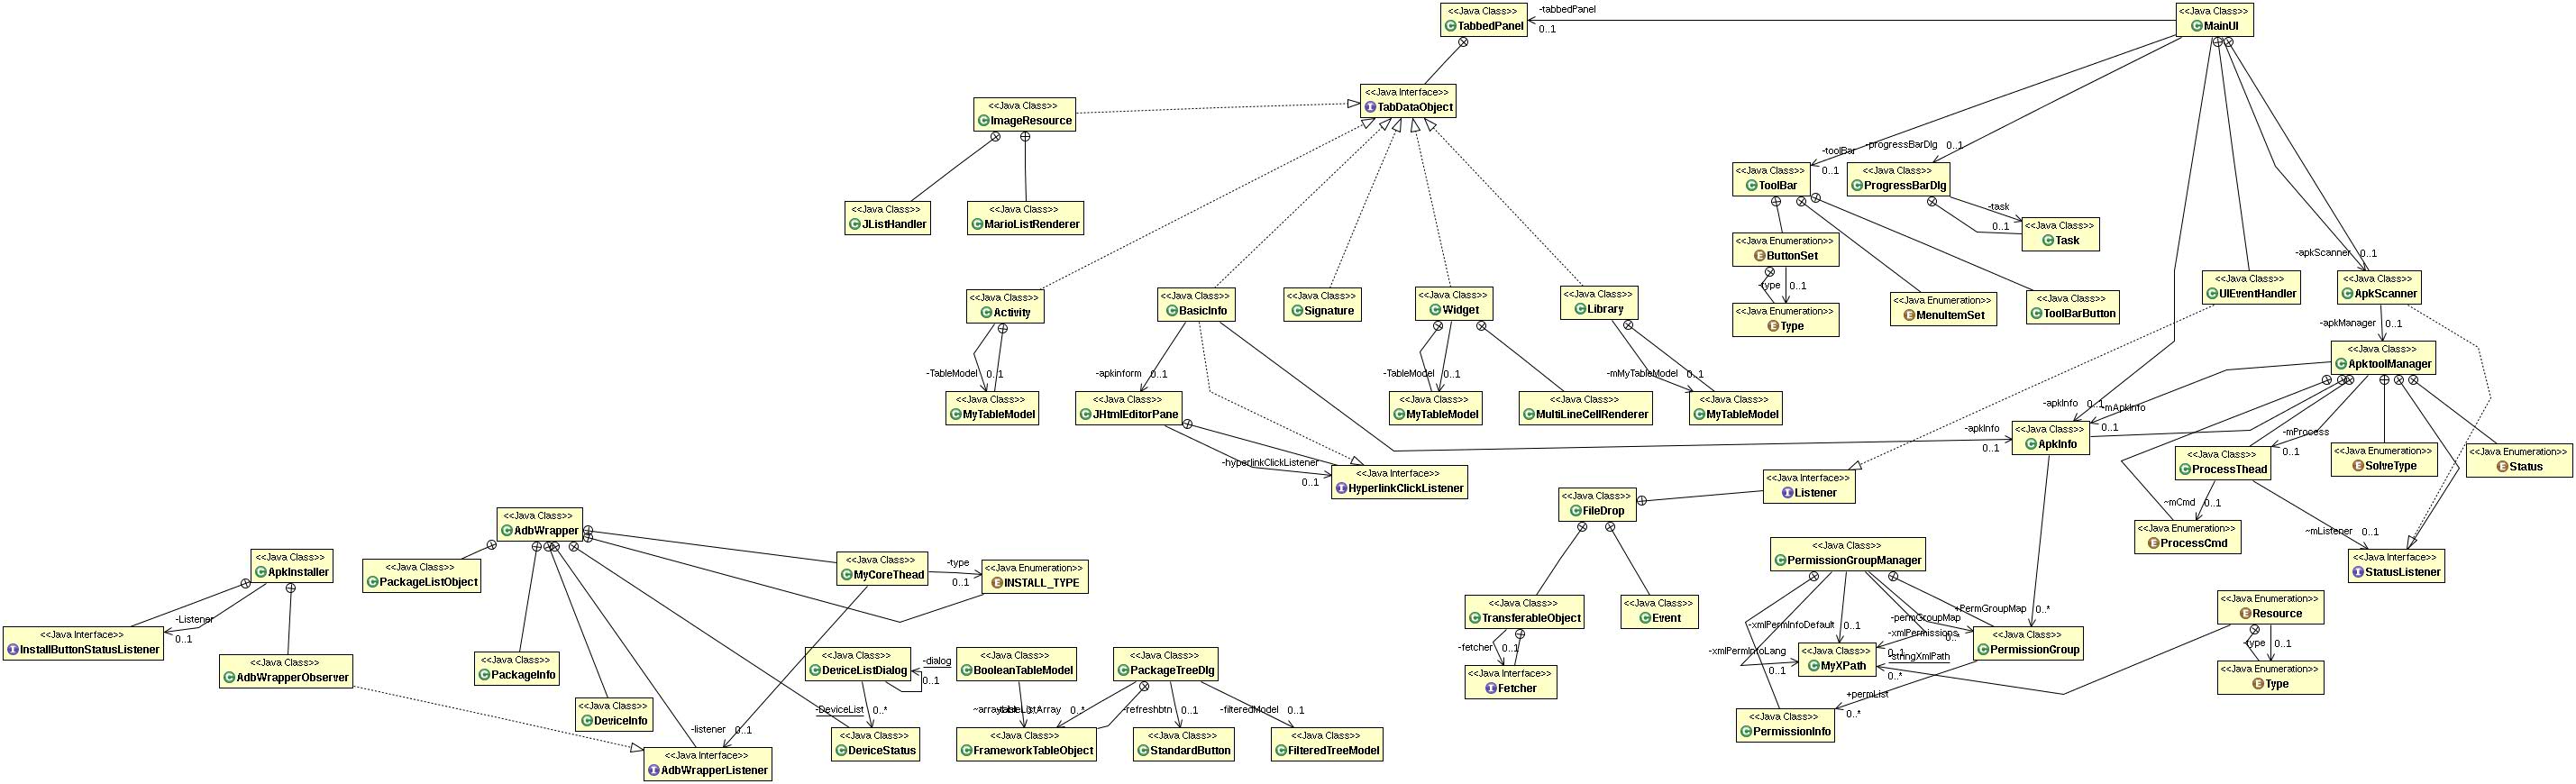 <<Java Class>>
TabbedPanel
-tabbedPanel
0..1
<<Java Class>>
MainUI
<<Java Interface>>
TabDataObject
<<Java Class>>
ImageResource
<<Java Class>>
JListHandler
<<Java Class>>
MarioListRenderer
-toolBar
0..1
-progressBarDlg
0..1
<<Java Class>>
ToolBar
<<Java Class>>
ProgressBarDlg
-task
0..1
<<Java Class>>
Task
<<Java Enumeration>>
ButtonSet
-type
0..1
<<Java Enumeration>>
Type
<<Java Enumeration>>
MenuItemSet
<<Java Class>>
ToolBarButton
-apkScanner
0..1
<<Java Class>>
UIEventHandler
<<Java Class>>
ApkScanner
-apkManager
0..1
<<Java Class>>
ApktoolManager
<<Java Class>>
Activity
<<Java Class>>
BasicInfo
<<Java Class>>
Signature
<<Java Class>>
Widget
<<Java Class>>
Library
-TableModel
0..1
-apkinform
0..1
-TableModel
0..1
-mMyTableModel
0..1
<<Java Class>>
MyTableModel
<<Java Class>>
JHtmlEditorPane
<<Java Class>>
MyTableModel
<<Java Class>>
MultiLineCellRenderer
<<Java Class>>
MyTableModel
-apkInfo
0..1
-mApkInfo
0..1
-apkInfo
0..1
<<Java Class>>
ApkInfo
-mProcess
0..1
<<Java Class>>
ProcessThead
<<Java Enumeration>>
SolveType
<<Java Enumeration>>
Status
-hyperlinkClickListener
0..1
<<Java Interface>>
HyperlinkClickListener
<<Java Interface>>
Listener
<<Java Class>>
FileDrop
~mCmd
0..1
<<Java Enumeration>>
ProcessCmd
~mListener
0..1
<<Java Interface>>
StatusListener
<<Java Class>>
AdbWrapper
<<Java Class>>
ApkInstaller
<<Java Class>>
PackageListObject
<<Java Class>>
MyCoreThead
-type
0..1
<<Java Enumeration>>
INSTALL_TYPE
-Listener
0..1
<<Java Interface>>
InstallButtonStatusListener
<<Java Class>>
AdbWrapperObserver
<<Java Class>>
PackageInfo
<<Java Class>>
DeviceInfo
-listener
0..1
<<Java Interface>>
AdbWrapperListener
<<Java Class>>
DeviceListDialog
-dialog
0..1
-DeviceList
0..*
<<Java Class>>
DeviceStatus
<<Java Class>>
BooleanTableModel
<<Java Class>>
PackageTreeDlg
0..*
-refreshbtn
0..1
-filteredModel
0..1
<<Java Class>>
FrameworkTableObject
<<Java Class>>
StandardButton
<<Java Class>>
FilteredTreeModel
<<Java Class>>
TransferableObject
<<Java Class>>
Event
-fetcher
0..1
<<Java Interface>>
Fetcher
<<Java Class>>
PermissionGroupManager
-xmlPermInfoDefault
0..1
-permGroupMap
+PermGroupMap
0..*
-xmlPermInfoLang
0..1
-xmlPermissions
0..1
-stringXmlPath
0..*
<<Java Class>>
MyXPath
<<Java Class>>
PermissionGroup
+permList
0..*
<<Java Class>>
PermissionInfo
<<Java Enumeration>>
Resource
-type
0..1
<<Java Enumeration>>
Type